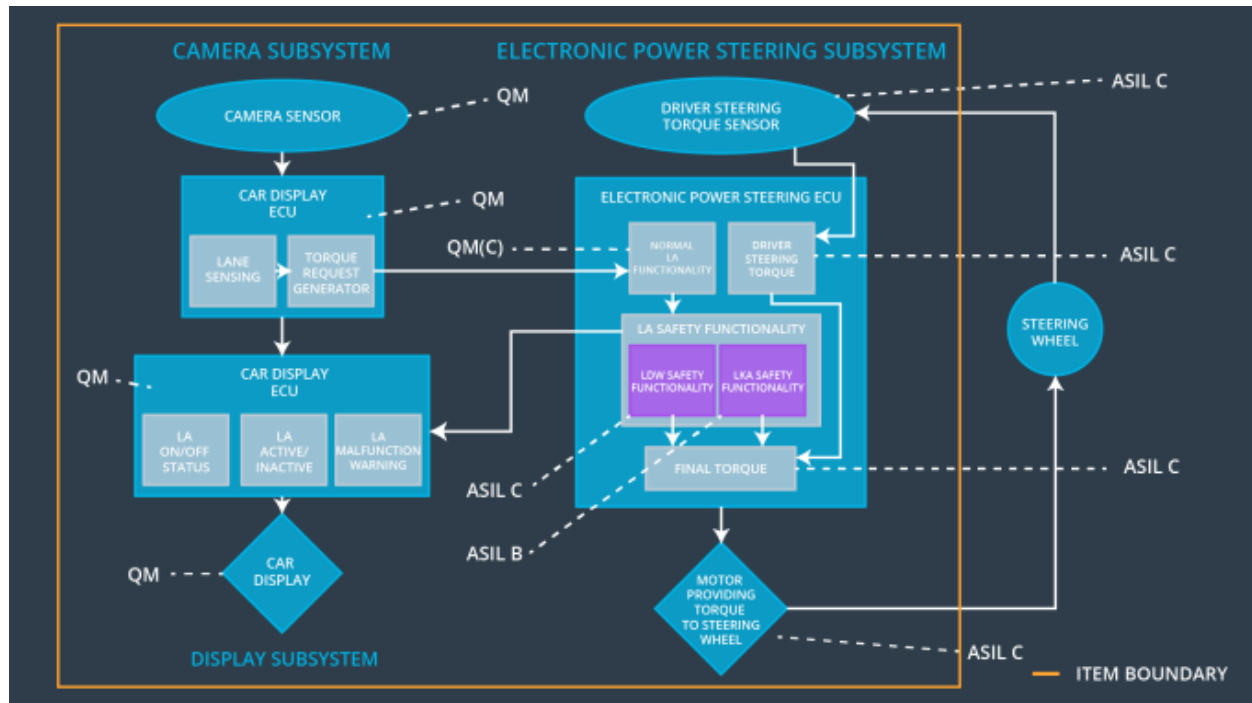 CAMERA SUBSYSTEM
ELECTRONIC POWER STEERING SUBSYSTEM
CAMERA SENSOR
QM
DRIVER STEERING
TORQUE SENSOR
ASIL C
CAR DISPLAY
ECU
QM
LANE
SENSING
TORQUE
REQUEST
GENERATOR
ELECTRONIC POWER STEERING ECU
QM(C)
NORMAL
LA
FUNCTIONALITY
DRIVER
STEERING
TORQUE
ASIL C
LA SAFETY FUNCTIONALITY
LDW SAFETY
FUNCTIONALITY
LKA SAFETY
FUNCTIONALITY
STEERING
WHEEL
CAR DISPLAY
ECU
QM
LA
ON/OFF
STATUS
LA
ACTIVE/
INACTIVE
LA
MALFUNCTION
WARNING
FINAL TORQUE
ASIL C
ASIL C
ASIL B
CAR
DISPLAY
QM
MOTOR
PROVIDING
TORQUE
TO STEERING
WHEEL
ASIL C
DISPLAY SUBSYSTEM
ITEM BOUNDARY